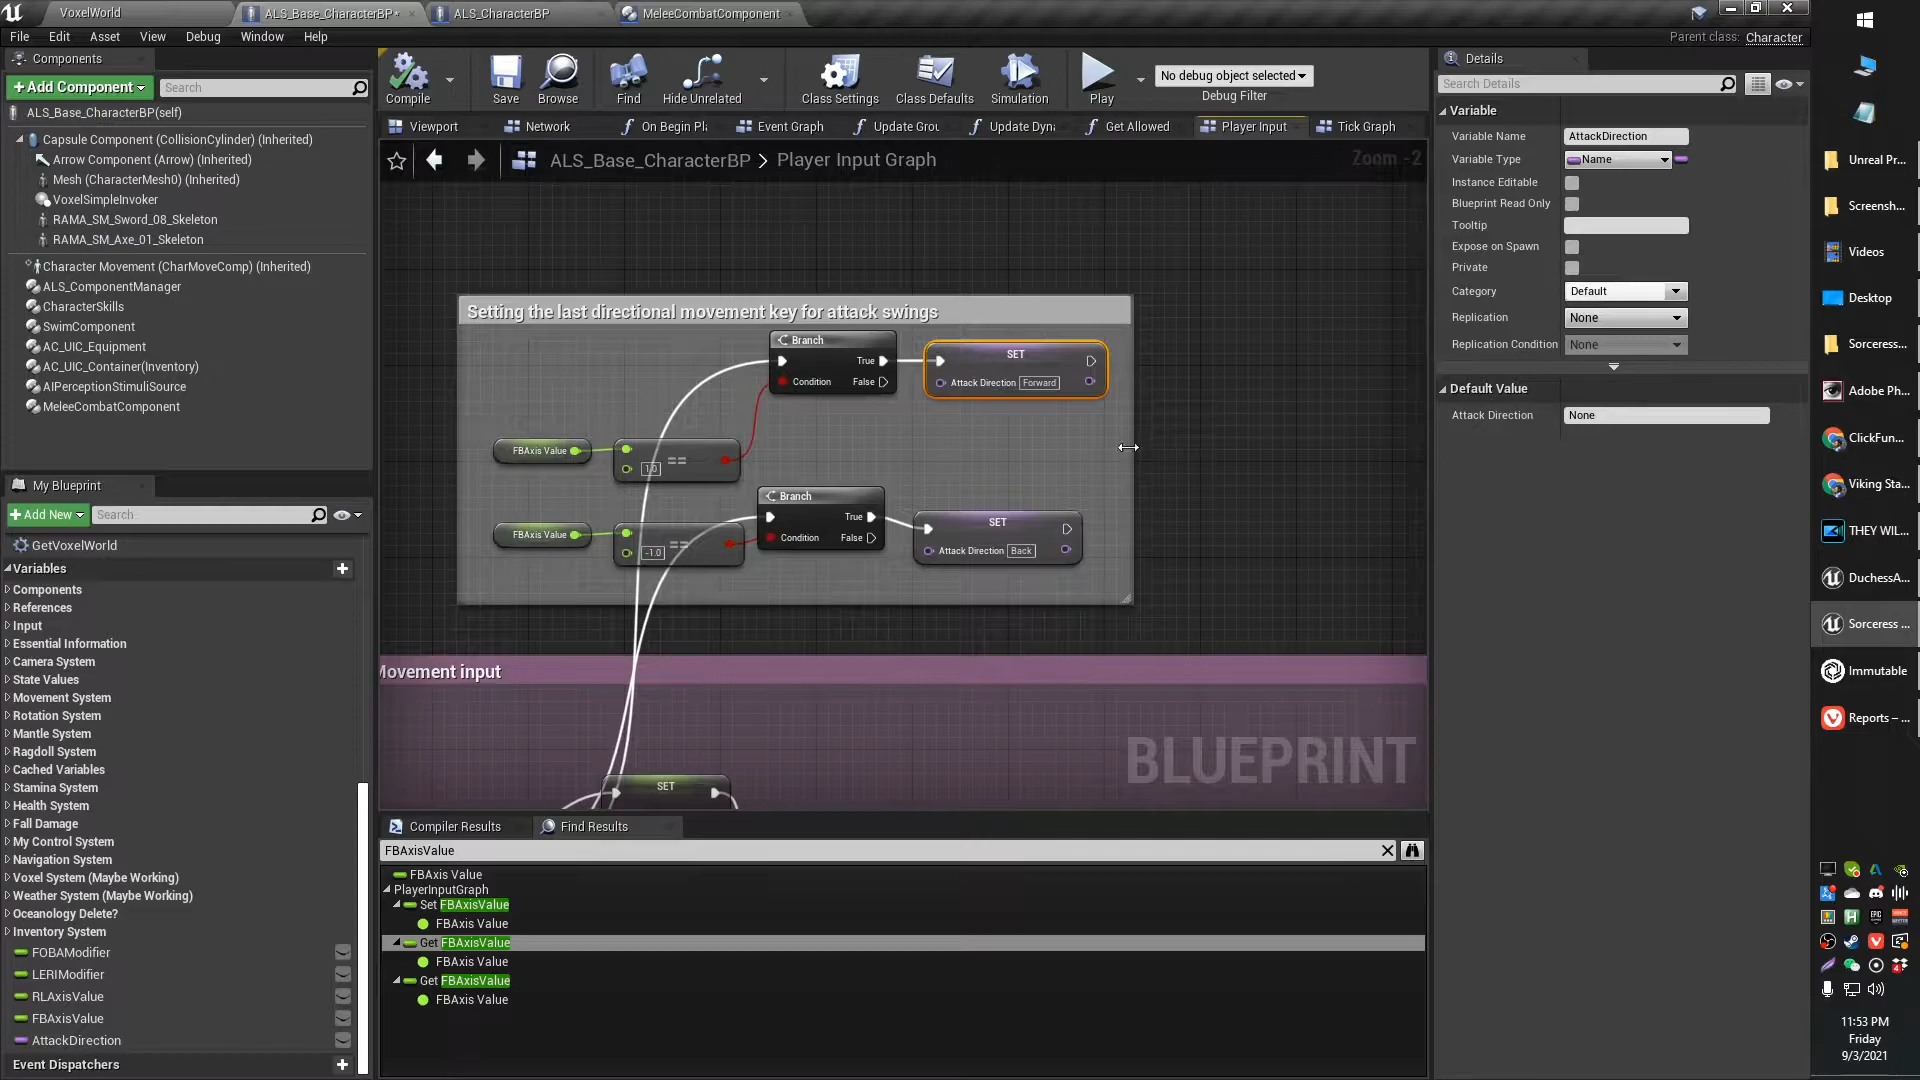 VoxelWorld
ALS_Base_CharacterBP*
ALS_CharacterBP
MeleeCombatComponent
File Edit Asset View Debug Window Help
Parent class: Character
Components
+Add Component
Search
ALS_Base_CharacterBP(self)
Capsule Component (CollisionCylinder) (Inherited)
Arrow Component (Arrow) (Inherited)
Mesh (CharacterMesh0) (Inherited)
VoxelSimpleInvoker
RAMA_SM_Sword_08_Skeleton
RAMA_SM_Axe_01_Skeleton
Character Movement (CharMoveComp) (Inherited)
ALS_ComponentManager
CharacterSkills
SwimComponent
AC_UIC_Equipment
AC_UIC_Container(Inventory)
AIPerceptionStimuliSource
MeleeCombatComponent
My Blueprint
+Add New
Search
GetVoxelWorld
Variables
Components
References
Input
Essential Information
Camera System
State Values
Movement System
Rotation System
Mantle System
Ragdoll System
Cached Variables
Stamina System
Health System
Fall Damage
My Control System
Navigation System
Voxel System (Maybe Working)
Weather System (Maybe Working)
Oceanology Delete?
Inventory System
FOBAModifier
LERIModifier
RLAxisValue
FBAxisValue
AttackDirection
Event Dispatchers
Compile
Save
Browse
Find
Hide Unrelated
Class Settings
Class Defaults
Simulation
Play
No debug object selected
Debug Filter
Viewport
Network
On Begin Pl
Event Graph
Update Grou
Update Dyn
Get Allowed
Player Input
Tick Graph
ALS_Base_CharacterBP > Player Input Graph
Zoom -2
Setting the last directional movement key for attack swings
Branch
True
Condition False
SET
Attack Direction Forward
FBAxis Value
1.0
==
Branch
True
Condition False
SET
Attack Direction Back
FBAxis Value
-1.0
==
Movement input
SET
BLUEPRINT
Compiler Results
Find Results
FBAxisValue
FBAxis Value
PlayerInputGraph
Set FBAxisValue
FBAxis Value
Get FBAxisValue
FBAxis Value
Get FBAxisValue
FBAxis Value
Details
Search Details
Variable
Variable Name AttackDirection
Variable Type Name
Instance Editable
Blueprint Read Only
Tooltip
Expose on Spawn
Private
Category Default
Replication None
Replication Condition None
Default Value
Attack Direction None
Unreal Pr...
Screensh...
Videos
Desktop
Sorceress...
Adobe Ph...
ClickFun...
Viking Sta...
THEY WIL...
DuchessA...
Sorceress ...
Immutable
Reports – ...
11:53 PM
Friday
9/3/2021